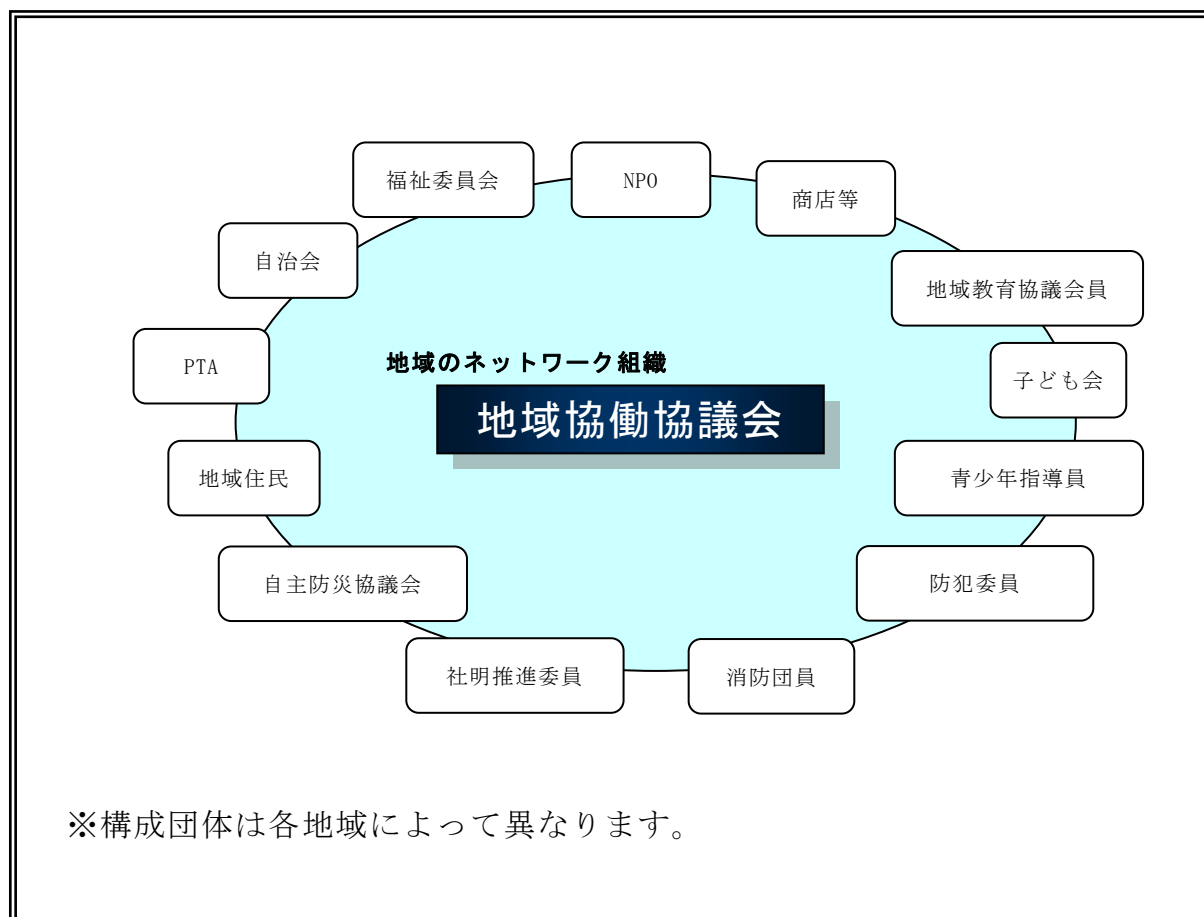 福祉委員会
NPO
商店等
自治会
地域教育協議会員
PTA
地域のネットワーク組織
子ども会
地域協働協議会
地域住民
青少年指導員
自主防災協議会
防犯委員
社明推進委員
消防団員
※構成団体は各地域によって異なります。